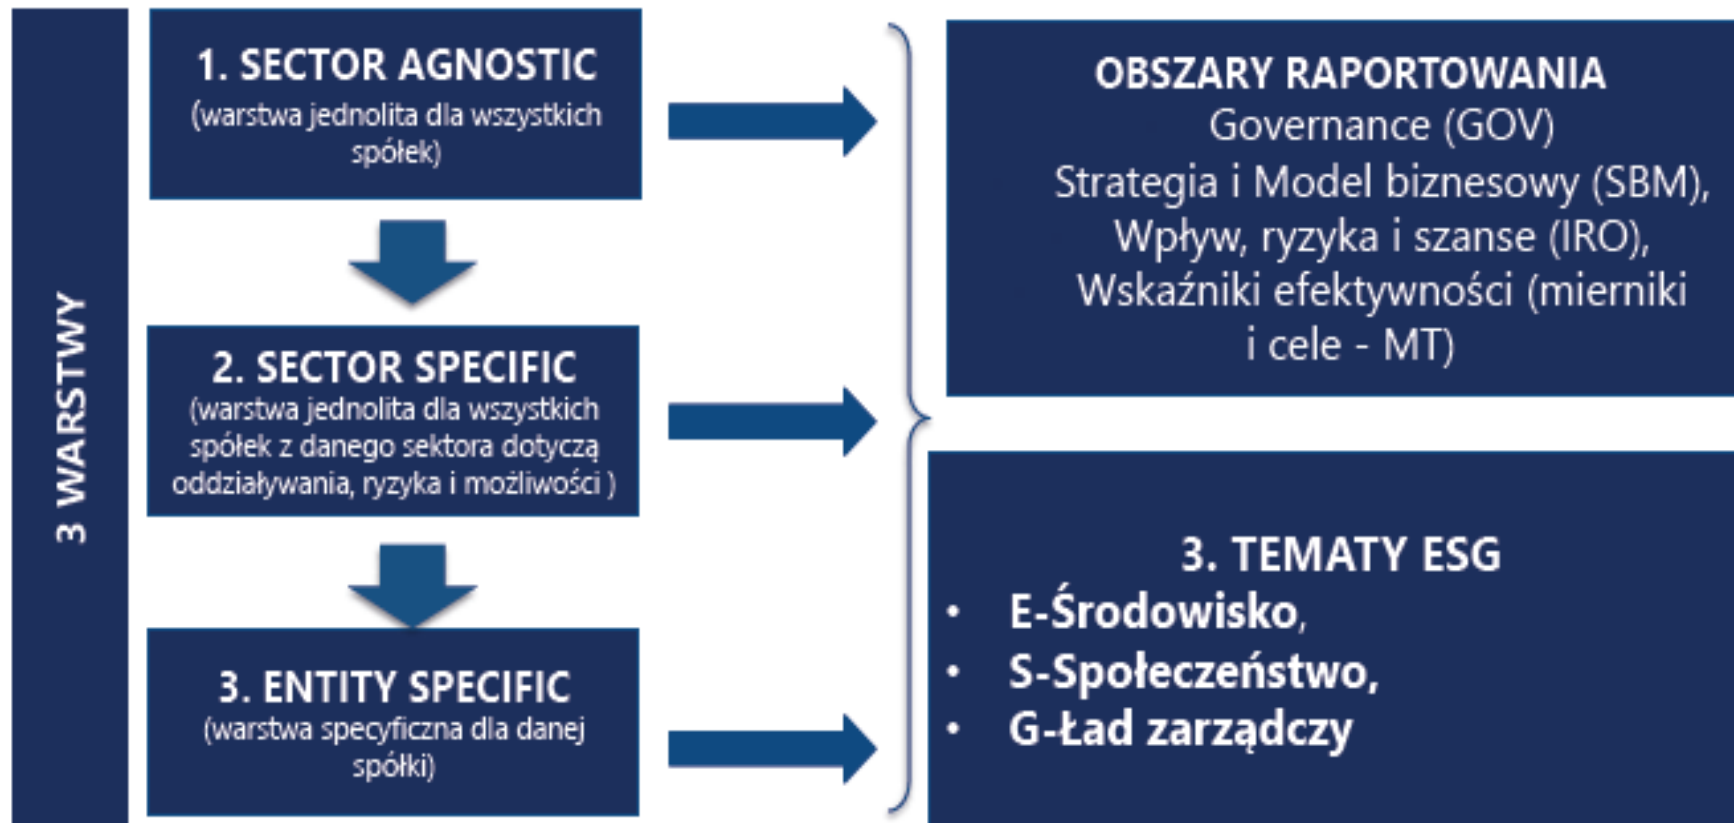 3 WARSTWY
1. SECTOR AGNOSTIC
(warstwa jednolita dla wszystkich
spółek)
2. SECTOR SPECIFIC
(warstwa jednolita dla wszystkich
spółek z danego sektora dotyczą
oddziaływania, ryzyka i możliwości )
3. ENTITY SPECIFIC
(warstwa specyficzna dla danej
spółki)
OBSZARY RAPORTOWANIA
Governance (GOV)
Strategia i Model biznesowy (SBM),
Wpływ, ryzyka i szanse (IRO),
Wskaźniki efektywności (mierniki
i cele - MT)
3. TEMATY ESG
• E-Środowisko,
• S-Społeczeństwo,
• G-Ład zarządczy